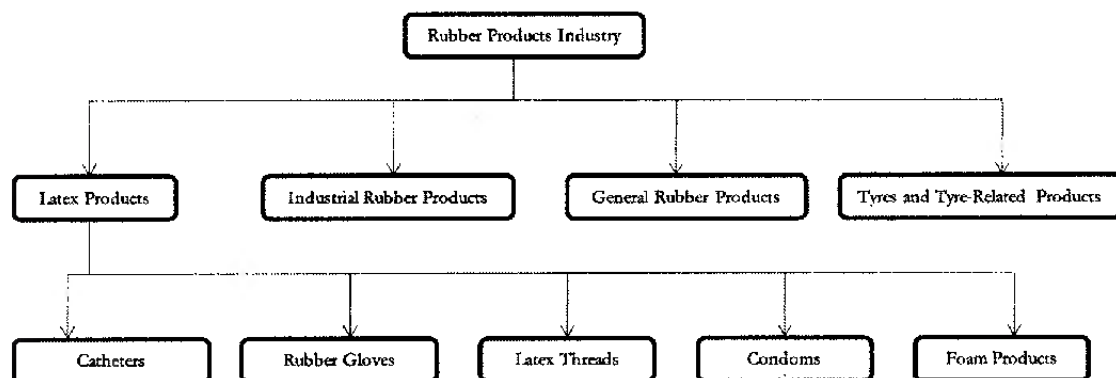 Rubber Products Industry
Latex Products
Industrial Rubber Products
General Rubber Products
Tyres and Tyre-Related Products
Catheters
Rubber Gloves
Latex Threads
Condoms
Foam Products